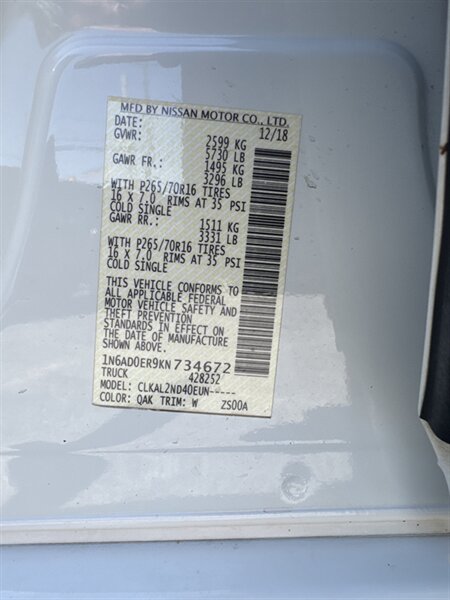 MFD BY NISSAN MOTOR CO., LTD.
DATE: 12/18
GVWR: 2599 KG
5730 LB
GAWR FR.: 1495 KG
3296 LB
WITH P265/70R16 TIRES
16 X 7.0 RIMS AT 35 PSI
COLD SINGLE
GAWR RR.: 1511 KG
3331 LB
WITH P265/70R16 TIRES
16 X 7.0 RIMS AT 35 PSI
COLD SINGLE
THIS VEHICLE CONFORMS TO
ALL APPLICABLE FEDERAL
MOTOR VEHICLE SAFETY AND
THEFT PREVENTION
STANDARDS IN EFFECT ON
THE DATE OF MANUFACTURE
SHOWN ABOVE.
1N6AD0ER9KN734672
TRUCK 428252
MODEL: CLKAL2ND40EUN-----
COLOR: QAK TRIM: W ZS00A